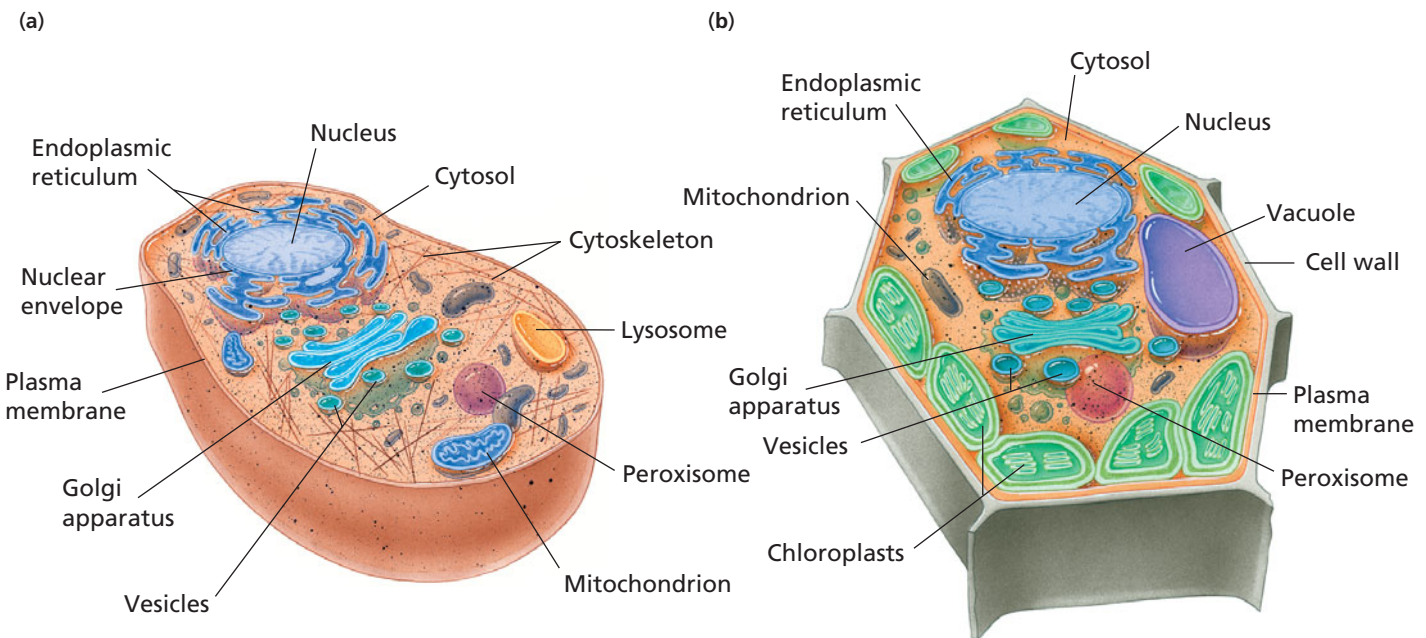 (a)
Endoplasmic
reticulum
Nucleus
Cytosol
Cytoskeleton
Nuclear
envelope
Lysosome
Plasma
membrane
Peroxisome
Golgi
apparatus
Mitochondrion
Vesicles
(b)
Cytosol
Endoplasmic
reticulum
Nucleus
Mitochondrion
Vacuole
Cell wall
Golgi
apparatus
Plasma
membrane
Vesicles
Peroxisome
Chloroplasts